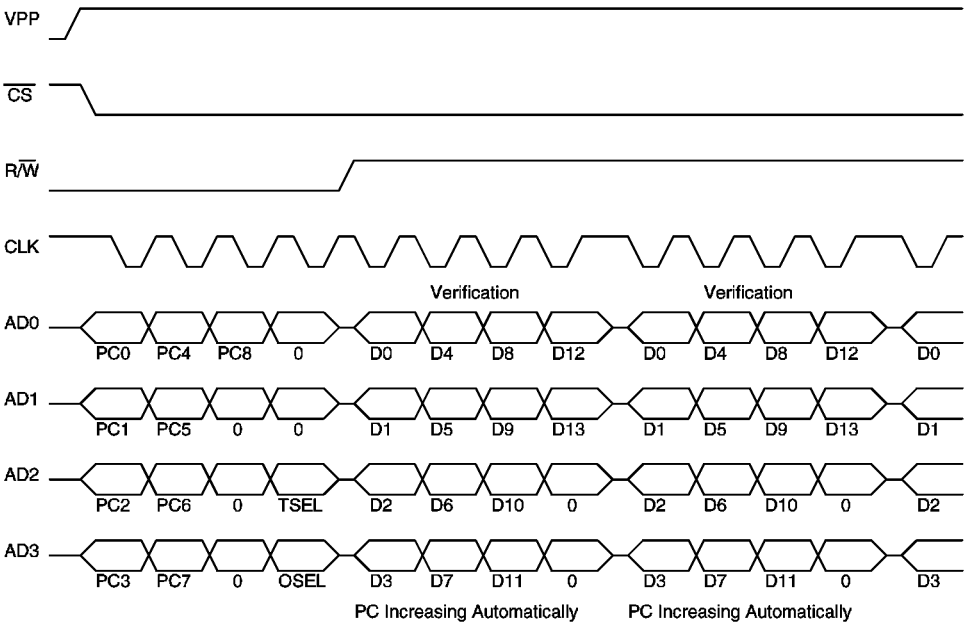 VPP
CS
R/W
CLK
Verification Verification
AD0
PC0 PC4 PC8 0 D0 D4 D8 D12 D0 D4 D8 D12 D0
AD1
PC1 PC5 0 0 D1 D5 D9 D13 D1 D5 D9 D13 D1
AD2
PC2 PC6 0 TSEL D2 D6 D10 0 D2 D6 D10 0 D2
AD3
PC3 PC7 0 OSEL D3 D7 D11 0 D3 D7 D11 0 D3
PC Increasing Automatically PC Increasing Automatically